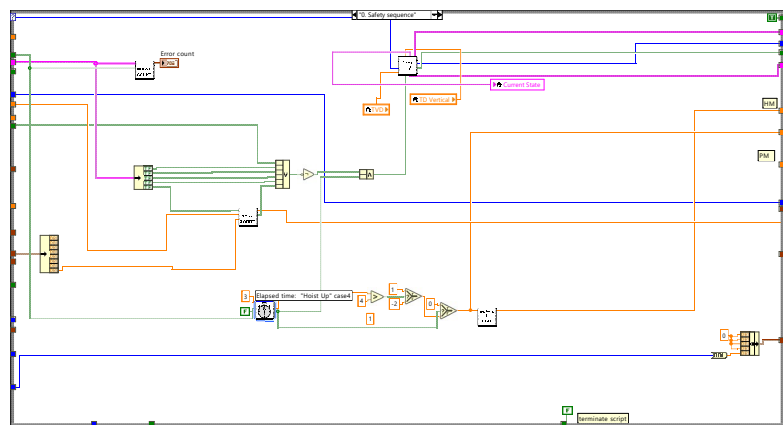 "0. Safety sequence"
T
Error count
Current State
TVD
TD Vertical
HM
PM
V
A
3
Elapsed time: "Hoist Up" case4
F
4
>
1
-2
0
1
0
F
terminate script